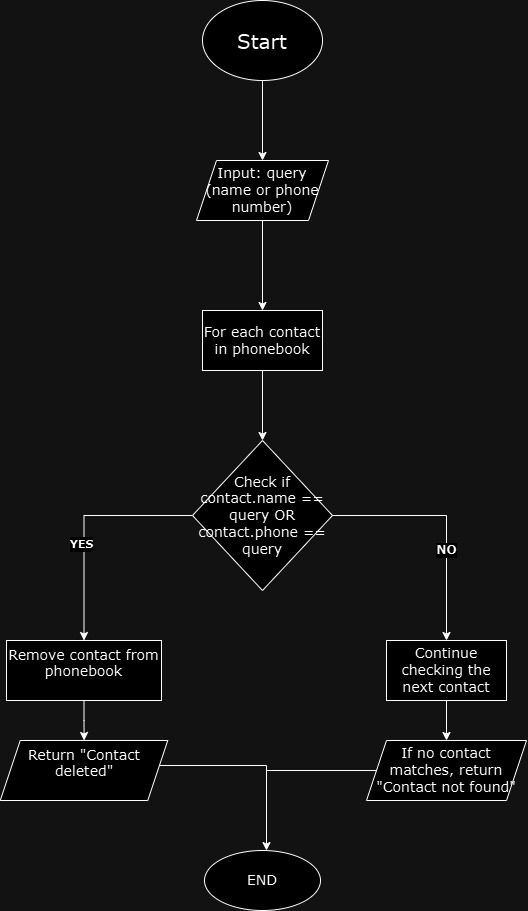 Start
Input: query
(name or phone
number)
For each contact
in phonebook
Check if
contact.name ==
query OR
contact.phone ==
query
YES
NO
Remove contact from
phonebook
Continue
checking the
next contact
Return "Contact
deleted"
If no contact
matches, return
"Contact not found"
END